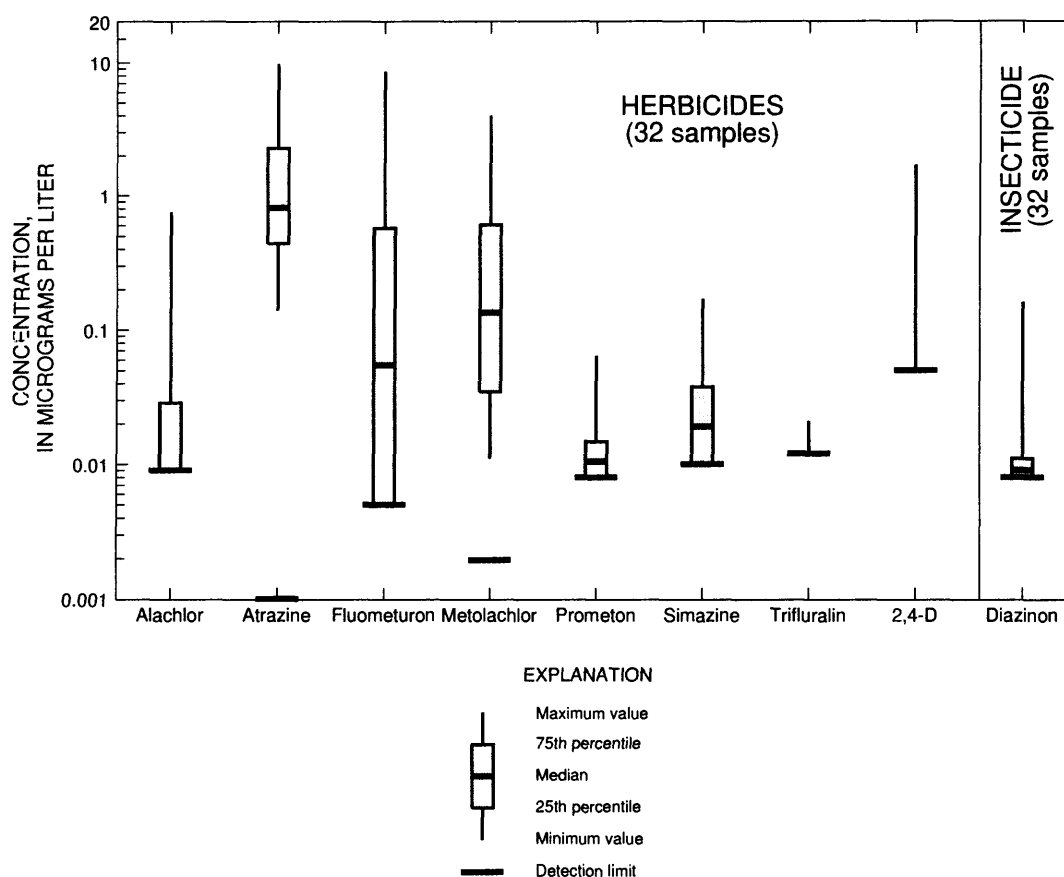 CONCENTRATION,
IN MICROGRAMS PER LITER
20
10
1
0.1
0.01
0.001
HERBICIDES
(32 samples)
INSECTICIDE
(32 samples)
Alachlor Atrazine Fluometuron Metolachlor Prometon Simazine Trifluralin 2,4-D Diazinon
EXPLANATION
Maximum value
75th percentile
Median
25th percentile
Minimum value
Detection limit